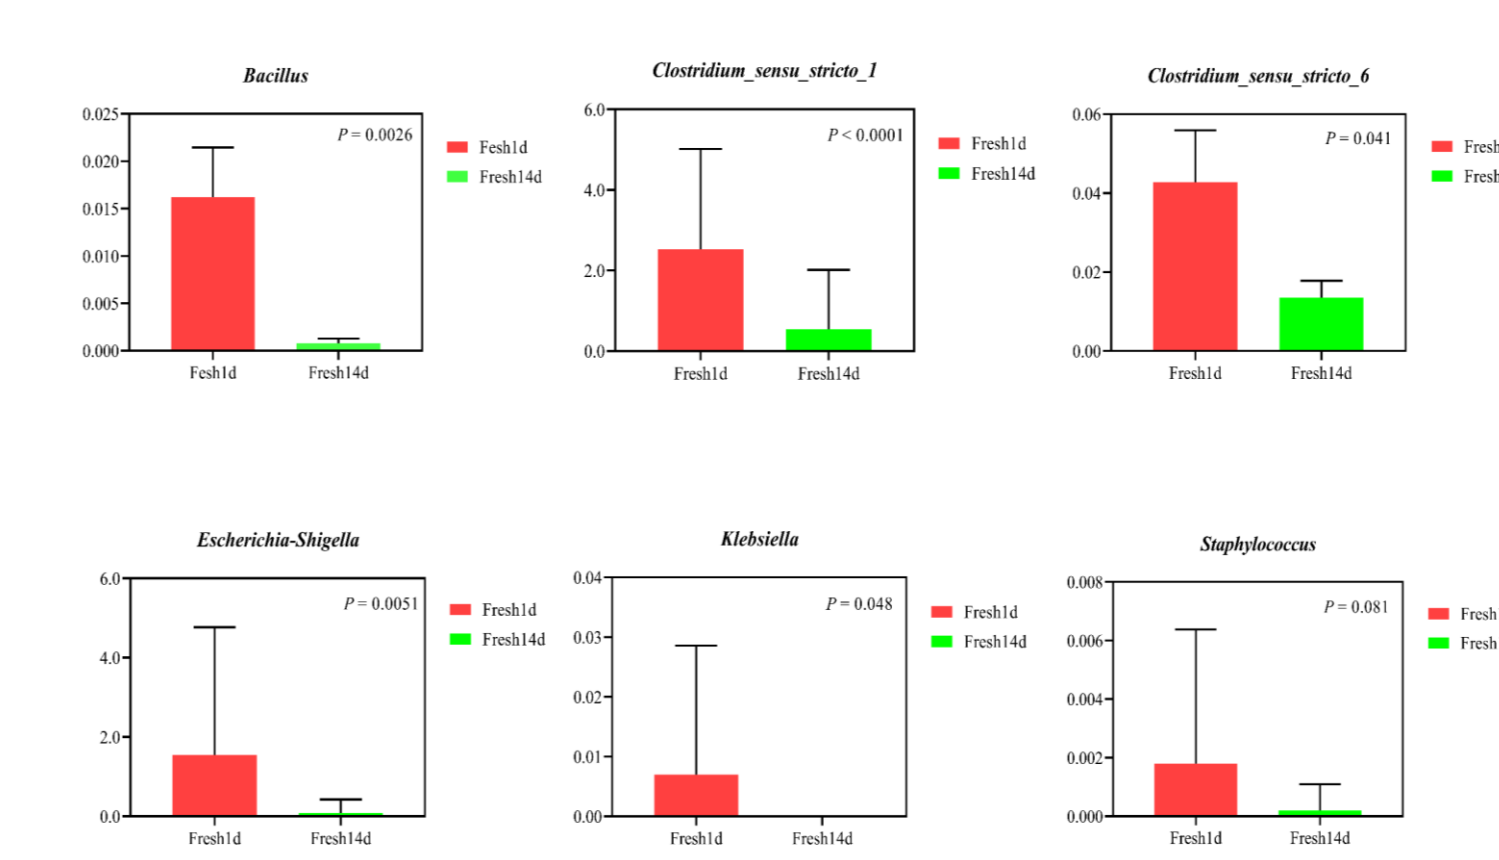 Bacillus
0.025
0.020
0.015
0.010
0.005
0.000
P = 0.0026
Fesh1d
Fresh14d
Fesh1d
Fresh14d
Clostridium_sensu_stricto_1
6.0
4.0
2.0
0.0
P < 0.0001
Fresh1d
Fresh14d
Fresh1d
Fresh14d
Clostridium_sensu_stricto_6
0.06
0.04
0.02
0.00
P = 0.041
Fresh
Fresh
Fresh1d
Fresh14d
Escherichia-Shigella
6.0
4.0
2.0
0.0
P = 0.0051
Fresh1d
Fresh14d
Fresh1d
Fresh14d
Klebsiella
0.04
0.03
0.02
0.01
0.00
P = 0.048
Fresh1d
Fresh14d
Fresh1d
Fresh14d
Staphylococcus
0.008
0.006
0.004
0.002
0.000
P = 0.081
Fresh
Fresh
Fresh1d
Fresh14d